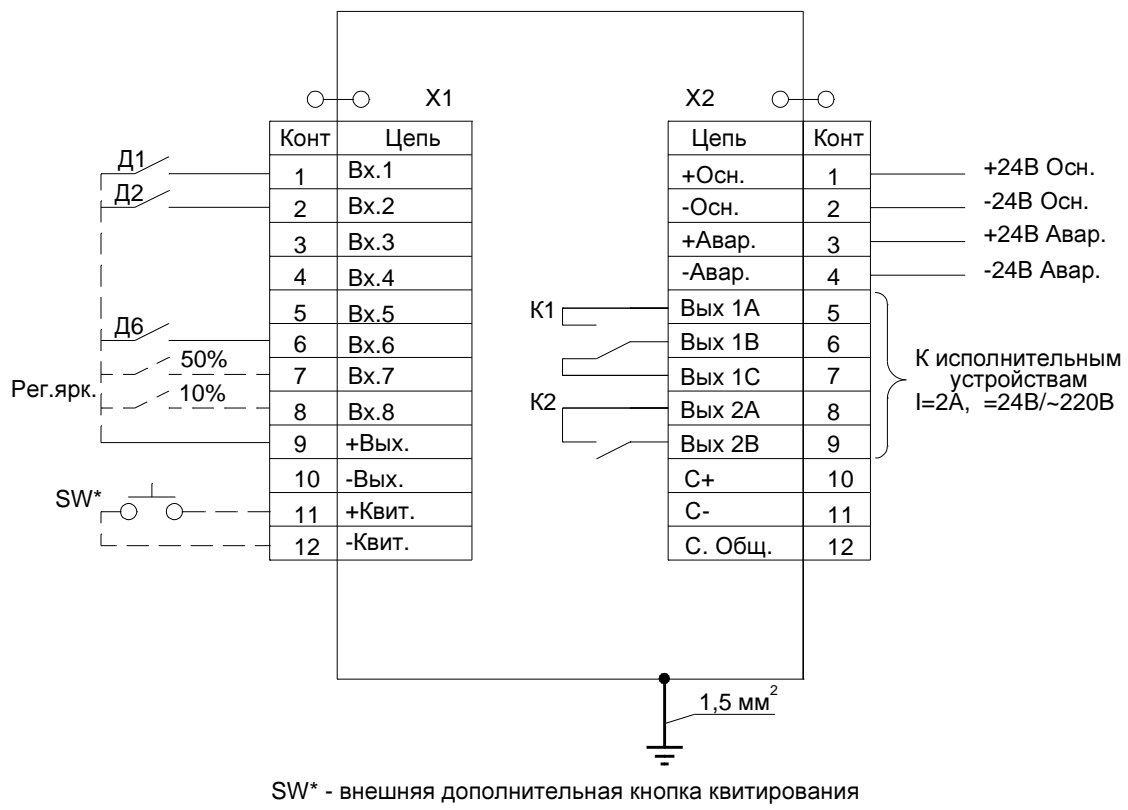 X1
X2
Конт Цепь
1 Вх.1
2 Вх.2
3 Вх.3
4 Вх.4
5 Вх.5
6 Вх.6
7 Вх.7
8 Вх.8
9 +Вых.
10 -Вых.
11 +Квит.
12 -Квит.
Д1
Д2
Д6
50%
Рег.ярк.
10%
SW*
Цепь Конт
+Осн. 1
-Осн. 2
+Авар. 3
-Авар. 4
Вых 1А 5
Вых 1В 6
Вых 1С 7
Вых 2А 8
Вых 2В 9
С+ 10
С- 11
С. Общ. 12
К1
К2
+24В Осн.
-24В Осн.
+24В Авар.
-24В Авар.
К исполнительным
устройствам
I=2А, =24В/~220В
1,5 мм²
SW* - внешняя дополнительная кнопка квитирования